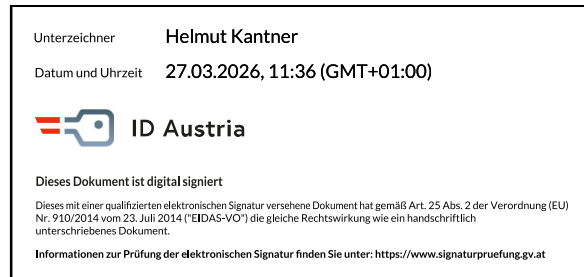 Unterzeichner Helmut Kantner
Datum und Uhrzeit 27.03.2026, 11:36 (GMT+01:00)
ID Austria
Dieses Dokument ist digital signiert
Dieses mit einer qualifizierten elektronischen Signatur versehene Dokument hat gemäß Art. 25 Abs. 2 der Verordnung (EU)
Nr. 910/2014 vom 23. Juli 2014 ("EIDAS-VO") die gleiche Rechtswirkung wie ein handschriftlich
unterschriebenes Dokument.
Informationen zur Prüfung der elektronischen Signatur finden Sie unter: https://www.signaturpruefung.gv.at